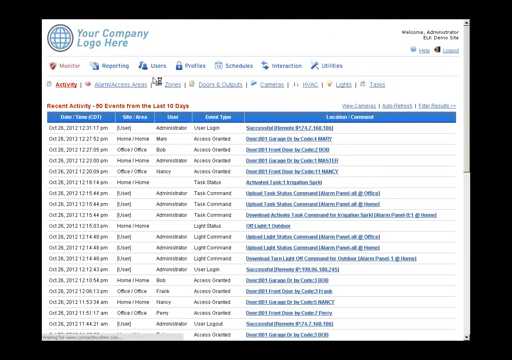 Your Company
Logo Here
Welcome, Administrator
ELK Demo Site
Help Logout
Monitor Reporting Users Profiles Schedules Interaction Utilities
Activity Alarm/Access Areas Zones Doors & Outputs Cameras HVAC Lights Tasks
Recent Activity - 50 Events from the Last 10 Days View Cameras | Auto-Refresh | Filter Results >>
Date / Time (CDT) Site / Area User Event Type Location / Comment
Oct 26, 2012 12:31:17 pm [User] Administrator User Login Successful [Remote IP:74.7.168.186]
Oct 26, 2012 12:27:52 pm Home / Home Mary Access Granted Door:001 Garage Dr by Code:4 MARY
Oct 26, 2012 12:27:05 pm Office / Office Bob Access Granted Door:001 Front Door by Code:2 BOB
Oct 26, 2012 12:23:00 pm Home / Home Administrator Access Granted Door:001 Garage Dr by Code:1 MASTER
Oct 26, 2012 12:20:09 pm Office / Office Nancy Access Granted Door:001 Front Door by Code:11 NANCY
Oct 26, 2012 12:16:14 pm Home / Home Task Status Activated Task:1 Irrigation Sprkl
Oct 26, 2012 12:15:44 pm [User] Administrator Task Command Upload Task Status Command [Alarm Panel-all @ Office]
Oct 26, 2012 12:15:44 pm [User] Administrator Task Command Upload Task Status Command [Alarm Panel-all @ Home]
Oct 26, 2012 12:15:44 pm [User] Administrator Task Command Download Activate Task Command for Irrigation Sprkl [Alarm Panel 0:1 @ Home]
Oct 26, 2012 12:15:03 pm Home / Home Light Status Off Light:1 Outdoor
Oct 26, 2012 12:14:48 pm [User] Administrator Light Command Upload Light Status Command [Alarm Panel-all @ Office]
Oct 26, 2012 12:14:48 pm [User] Administrator Light Command Upload Light Status Command [Alarm Panel-all @ Home]
Oct 26, 2012 12:14:48 pm [User] Administrator Light Command Download Turn Light Off Command for Outdoor [Alarm Panel-1 @ Home]
Oct 26, 2012 12:12:43 pm [User] Administrator User Login Successful [Remote IP:198.96.180.245]
Oct 26, 2012 12:10:54 pm Home / Home Bob Access Granted Door:001 Garage Dr by Code:3 BOB
Oct 26, 2012 12:06:13 pm Office / Office Frank Access Granted Door:001 Front Door by Code:3 Frank
Oct 26, 2012 11:53:34 am Home / Home Nancy Access Granted Door:001 Garage Dr by Code:5 NANCY
Oct 26, 2012 11:51:17 am Office / Office Perry Access Granted Door:001 Front Door by Code:7 Perry
Oct 26, 2012 11:44:21 am [User] Administrator User Logout Successful [Remote IP:74.7.168.186]
Home / Home Bob Access Granted Door:001 Garage Dr by Code:3 BOB